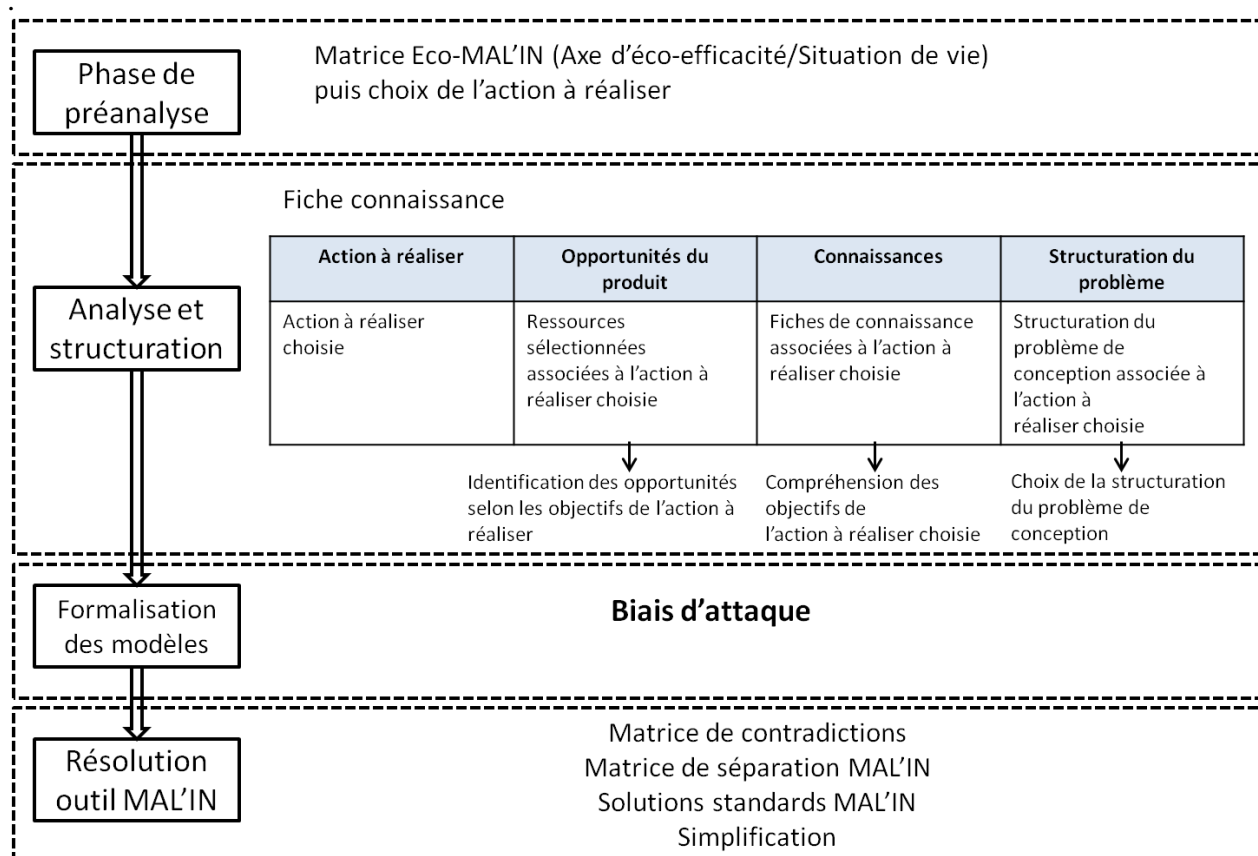 Phase de
préanalyse
Matrice Eco-MAL’IN (Axe d’éco-efficacité/Situation de vie)
puis choix de l’action à réaliser
Analyse et
structuration
Fiche connaissance
Action à réaliser
Opportunités du
produit
Connaissances
Structuration du
problème
Action à réaliser
choisie
Ressources
sélectionnées
associées à l’action à
réaliser choisie
Fiches de connaissance
associées à l’action à
réaliser choisie
Structuration du
problème de
conception associée à
l’action à
réaliser choisie
Identification des opportunités
selon les objectifs de l’action à
réaliser
Compréhension des
objectifs de
l’action à réaliser choisie
Choix de la structuration
du problème de
conception
Formalisation
des modèles
Biais d’attaque
Résolution
outil MAL’IN
Matrice de contradictions
Matrice de séparation MAL’IN
Solutions standards MAL’IN
Simplification